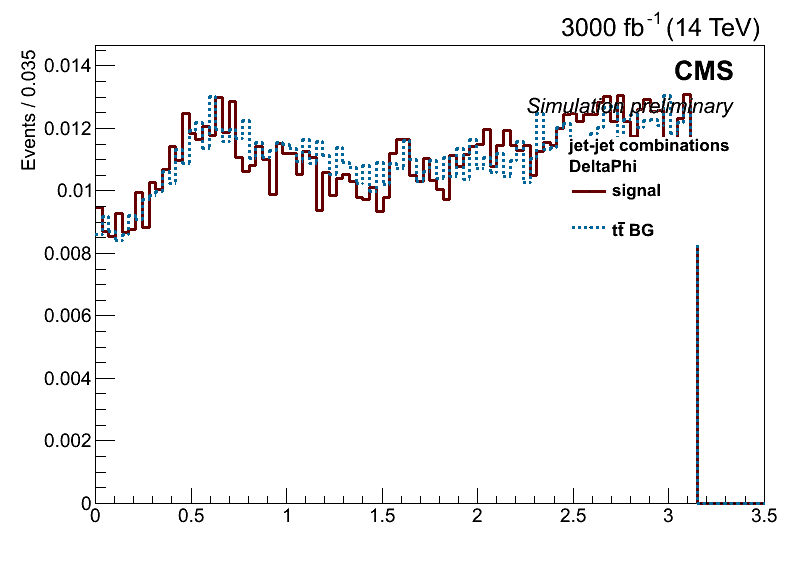 3000 fb-1 (14 TeV)
CMS
Simulation preliminary
jet-jet combinations
DeltaPhi
signal
tt̄ BG
Events / 0.035
0.014
0.012
0.01
0.008
0.006
0.004
0.002
0
0 0.5 1 1.5 2 2.5 3 3.5